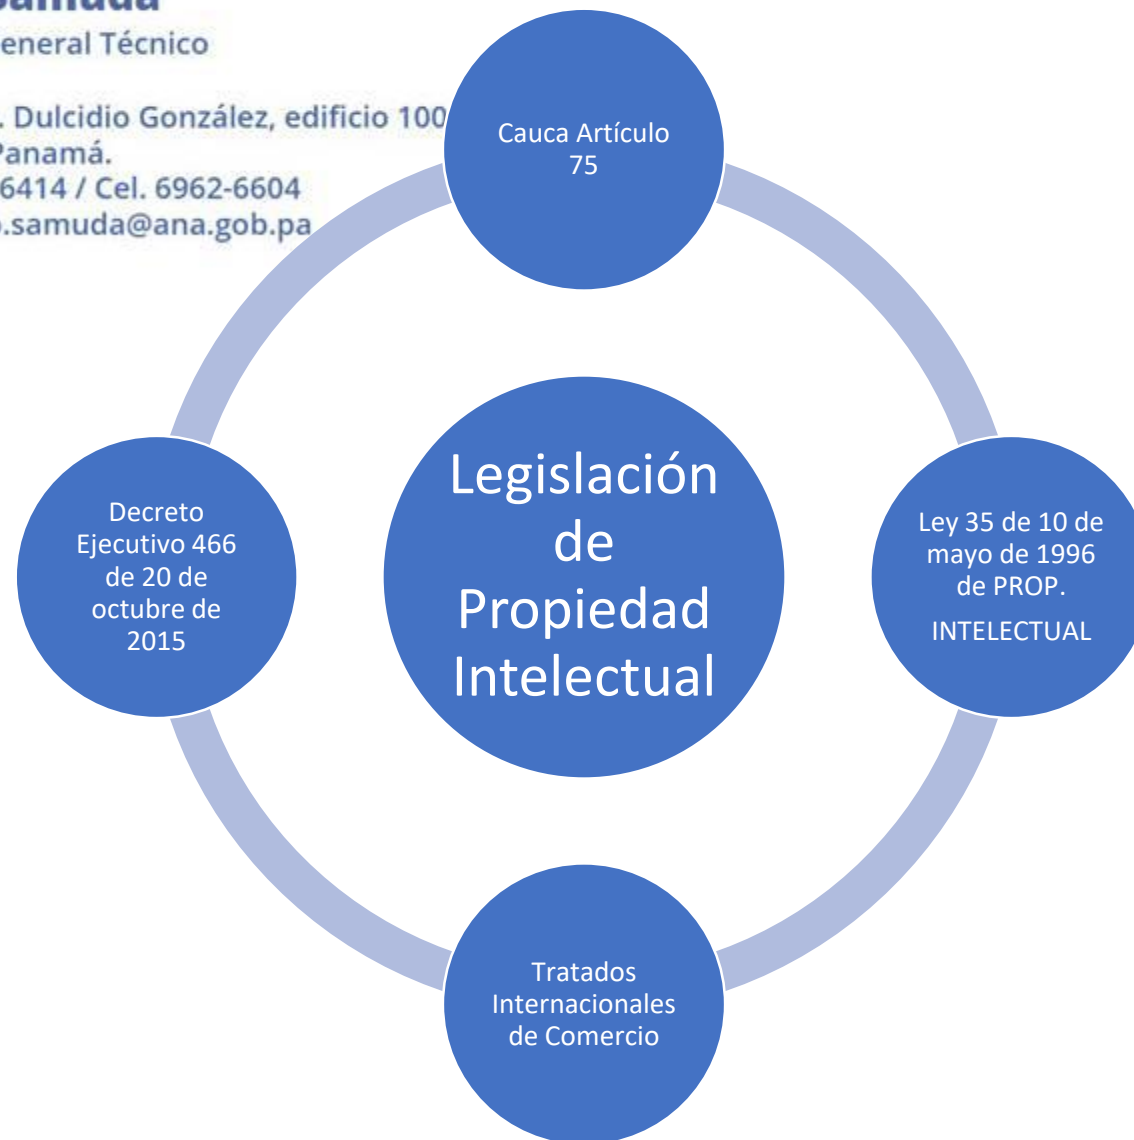 Samuda
eneral Técnico
. Dulcidio González, edificio 100
Panamá.
6414 / Cel. 6962-6604
o.samuda@ana.gob.pa
Cauca Artículo
75
Legislación
de
Propiedad
Intelectual
Decreto
Ejecutivo 466
de 20 de
octubre de
2015
Ley 35 de 10 de
mayo de 1996
de PROP.
INTELECTUAL
Tratados
Internacionales
de Comercio